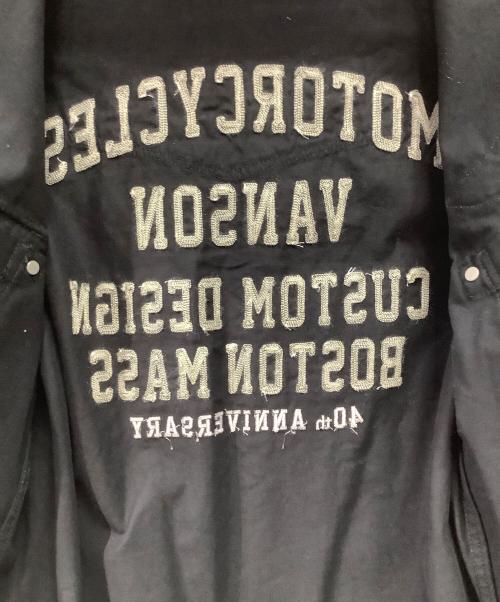 MOTORCYCLES
VANSON
CUSTOM DESIGN
BOSTON MASS
40th ANNIVERSARY